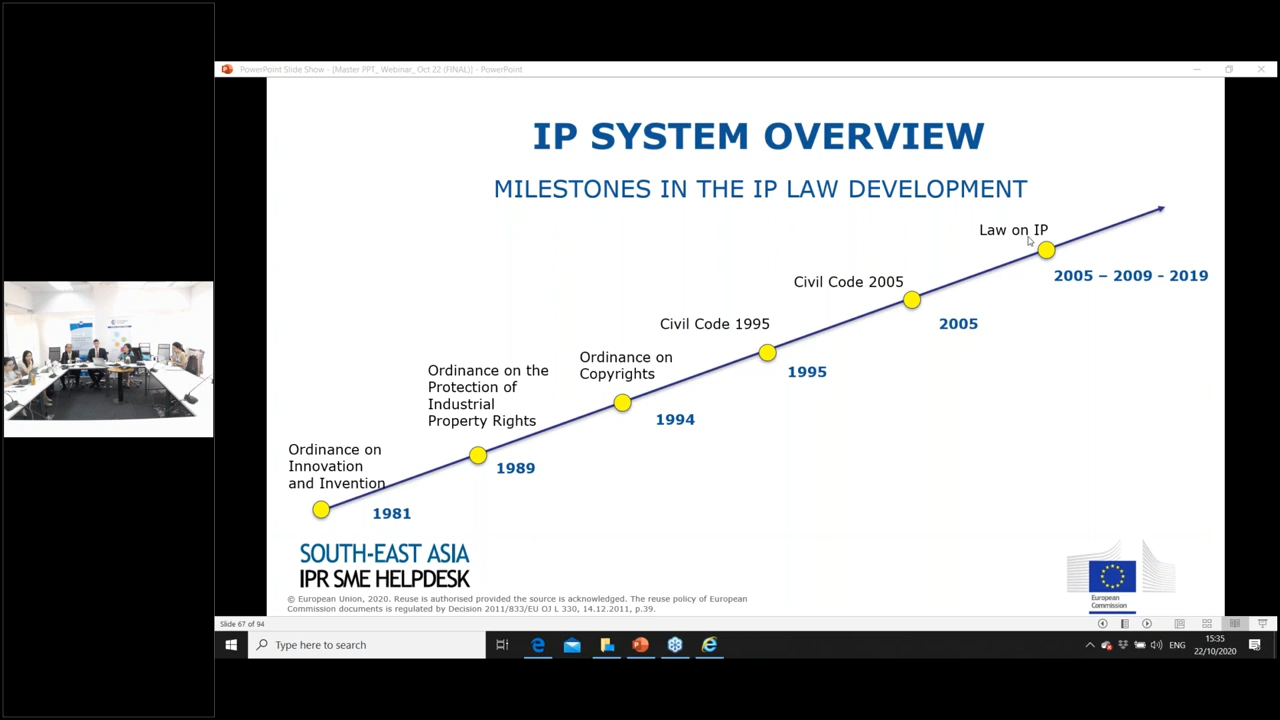 PowerPoint Slide Show - [Master PPT_ Webinar_ Oct 22 (FINAL)] - PowerPoint
IP SYSTEM OVERVIEW
MILESTONES IN THE IP LAW DEVELOPMENT
Law on IP
2005 – 2009 - 2019
Civil Code 2005
2005
Civil Code 1995
1995
Ordinance on
Copyrights
1994
Ordinance on the
Protection of
Industrial
Property Rights
1989
Ordinance on
Innovation
and Invention
1981
SOUTH-EAST ASIA
IPR SME HELPDESK
European
Commission
© European Union, 2020. Reuse is authorised provided the source is acknowledged. The reuse policy of European
Commission documents is regulated by Decision 2011/833/EU OJ L 330, 14.12.2011, p.39.
Slide 67 of 94
Type here to search
ENG
15:35
22/10/2020